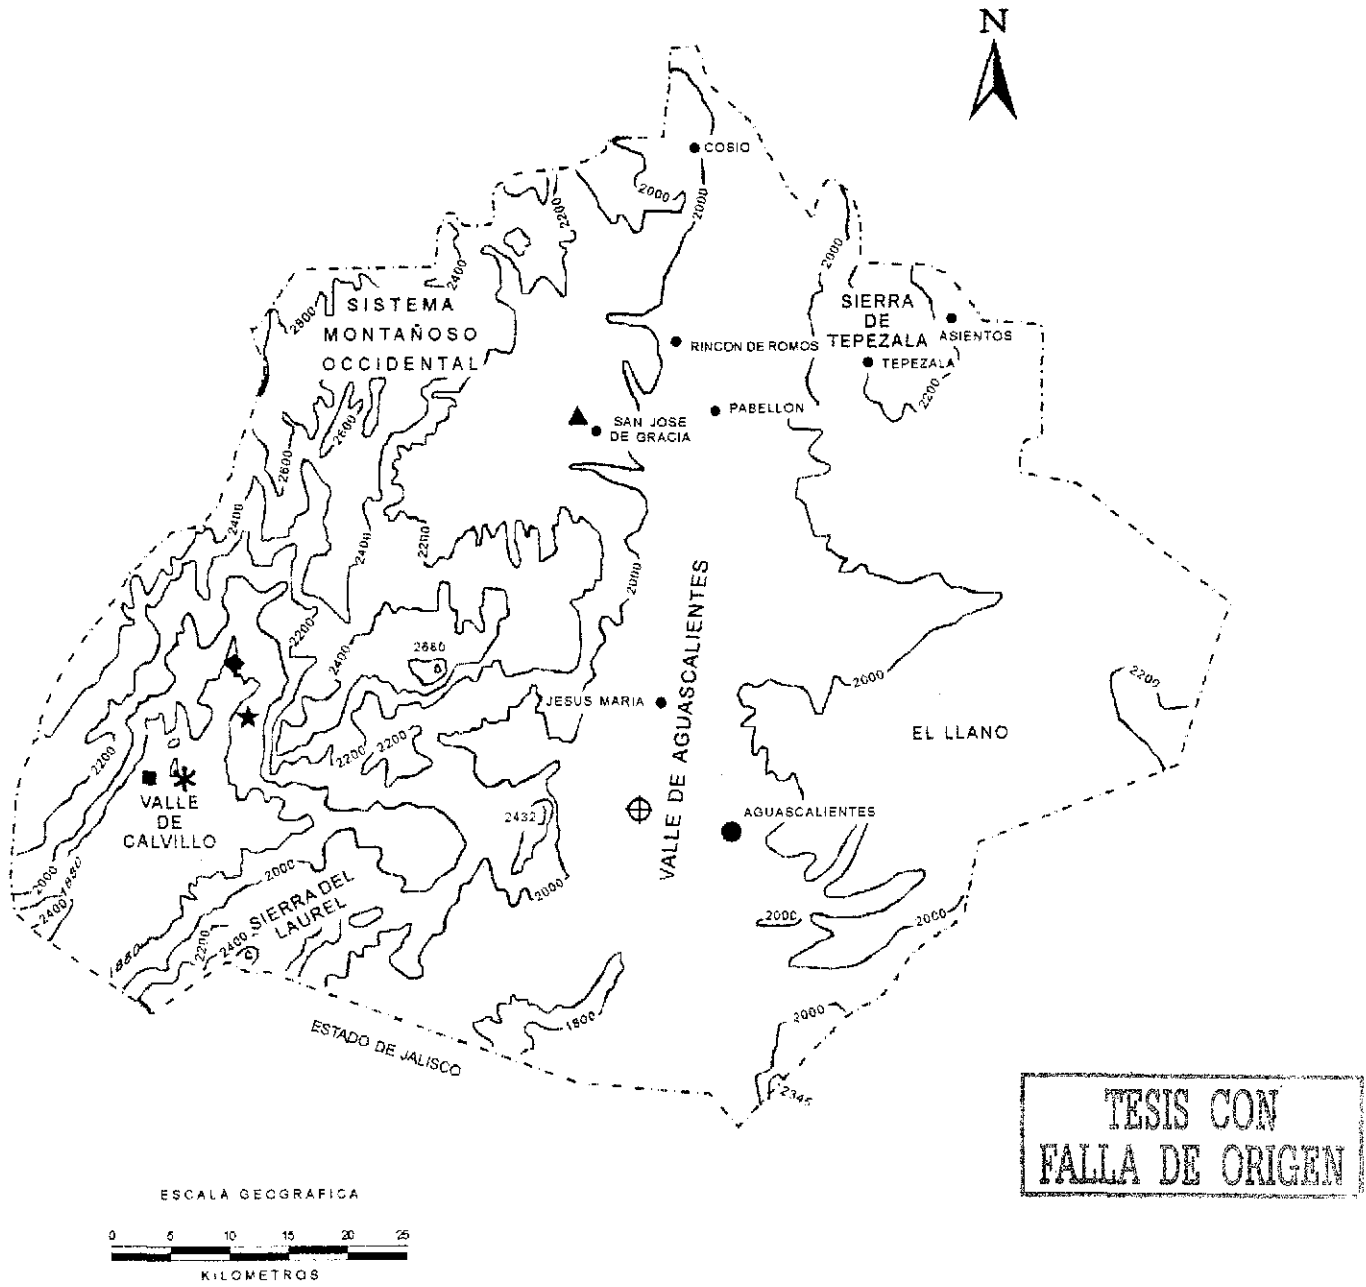 N
COSIO
2000
2000
2200
2400
2800
SISTEMA
MONTAÑOSO
OCCIDENTAL
2000
SIERRA
DE
TEPEZALA
ASIENTOS
RINCON DE ROMOS
TEPEZALA
2200
PABELLON
SAN JOSE
DE GRACIA
2600
2600
2400
2400
2200
2000
2200
2400
2680
VALLE DE AGUASCALIENTES
JESUS MARIA
2000
2200
EL LLANO
2200
2200
2200
VALLE
DE
CALVILLO
2432
AGUASCALIENTES
2000
1880
2400
2000
SIERRA DEL
LAUREL
2000
2000
2000
1880
2200
2400
1800
2000
2345
ESTADO DE JALISCO
TESIS CON
FALLA DE ORIGEN
ESCALA GEOGRAFICA
0 5 10 15 20 25
KILOMETROS